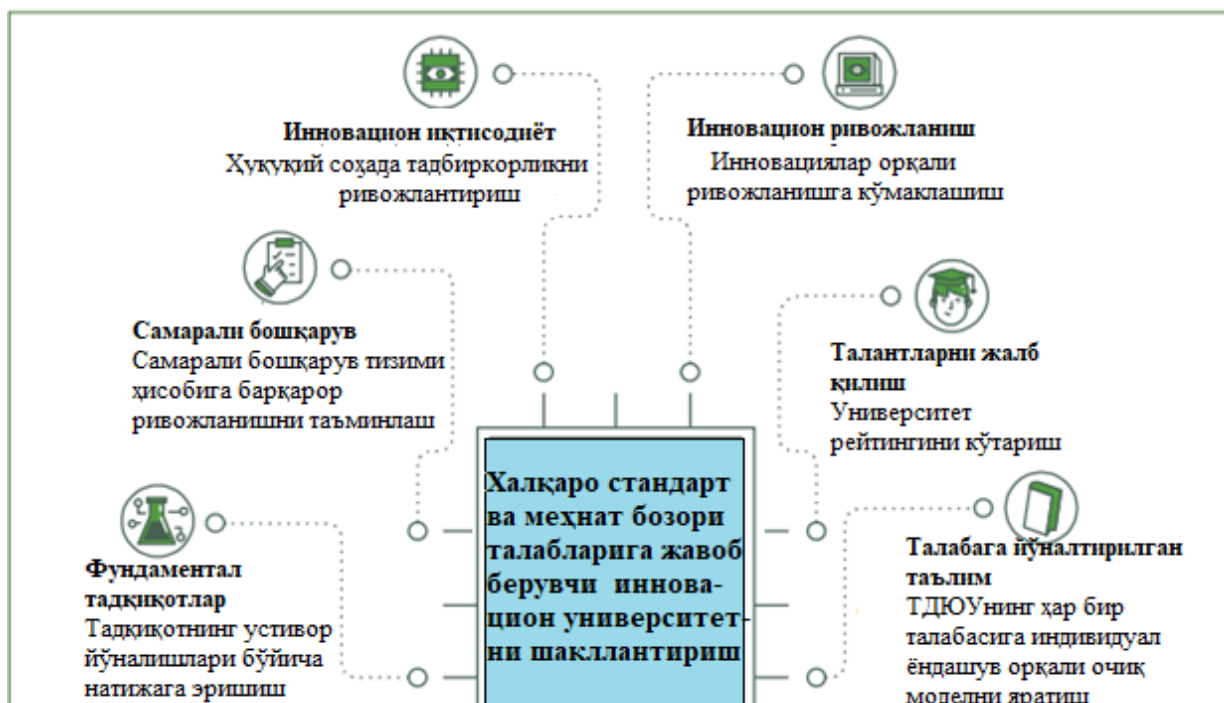 Инновацион иқтисодиёт
Ҳуқуқий соҳада тадбиркорликни
ривожлантириш
Инновацион ривожланиш
Инновациялар орқали
ривожланишга кўмаклашиш
Самарали бошқарув
Самарали бошқарув тизими
ҳисобига барқарор
ривожланишни таъминлаш
Талантларни жалб
қилиш
Университет
рейтингини кўтариш
Халқаро стандарт
ва меҳнат бозори
талабларига жавоб
берувчи иннова-
цион университет-
ни шакллантириш
Фундаментал
тадқиқотлар
Тадқиқотнинг устивор
йўналишлари бўйича
натижага эришиш
Талабага йўналтирилган
таълим
ТДЮУнинг ҳар бир
талабасига индивидуал
ёндашув орқали очиқ
моделни яратиш